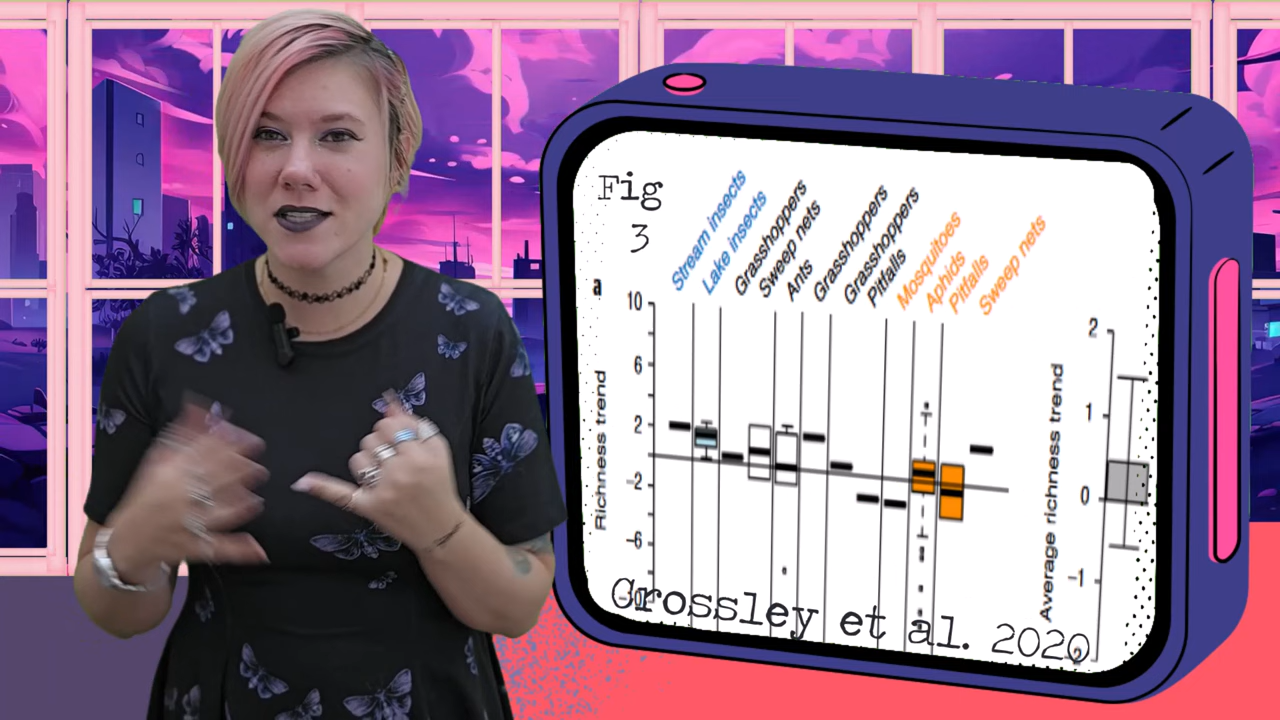 Fig
3
a
Stream insects
Lake insects
Grasshoppers
Sweep nets
Ants
Grasshoppers
Grasshoppers
Pitfalls
Mosquitoes
Aphids
Pitfalls
Sweep nets
10
6
2
-2
-6
Richness trend
2
1
0
-1
Average richness trend
Crossley et al. 2020